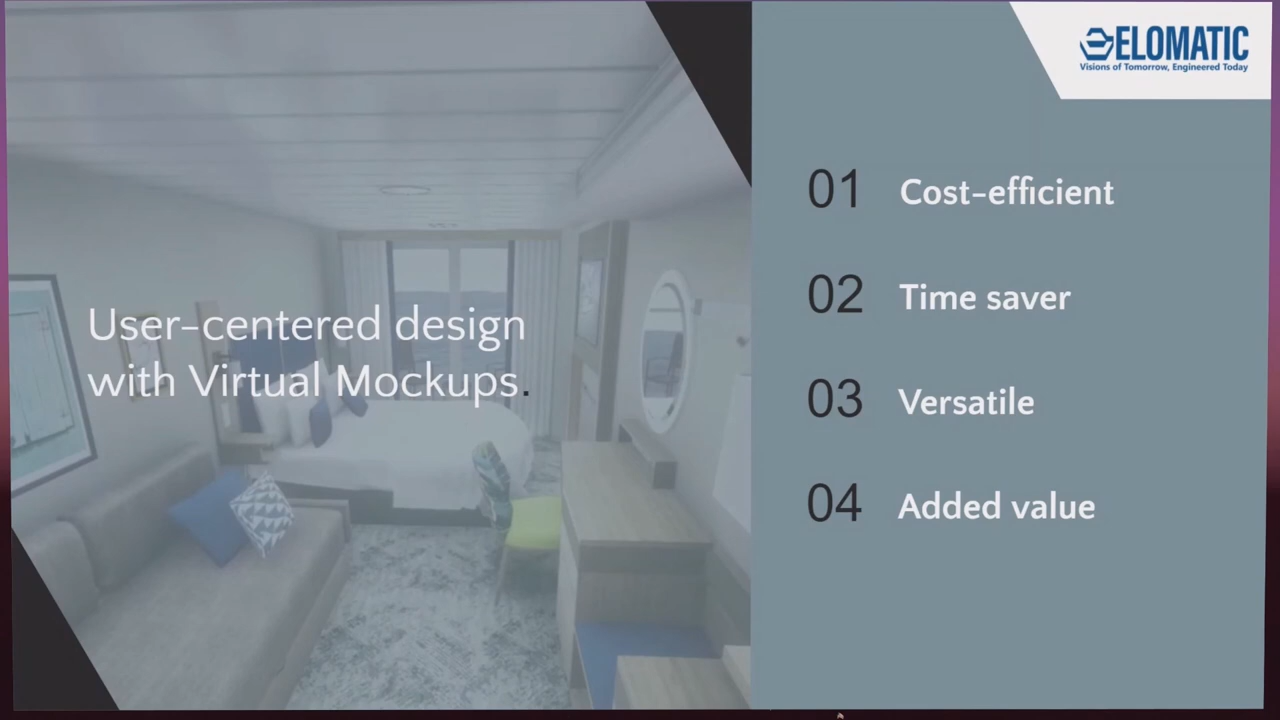 ELOMATIC
Visions of Tomorrow, Engineered Today
User-centered design
with Virtual Mockups.
01 Cost-efficient
02 Time saver
03 Versatile
04 Added value